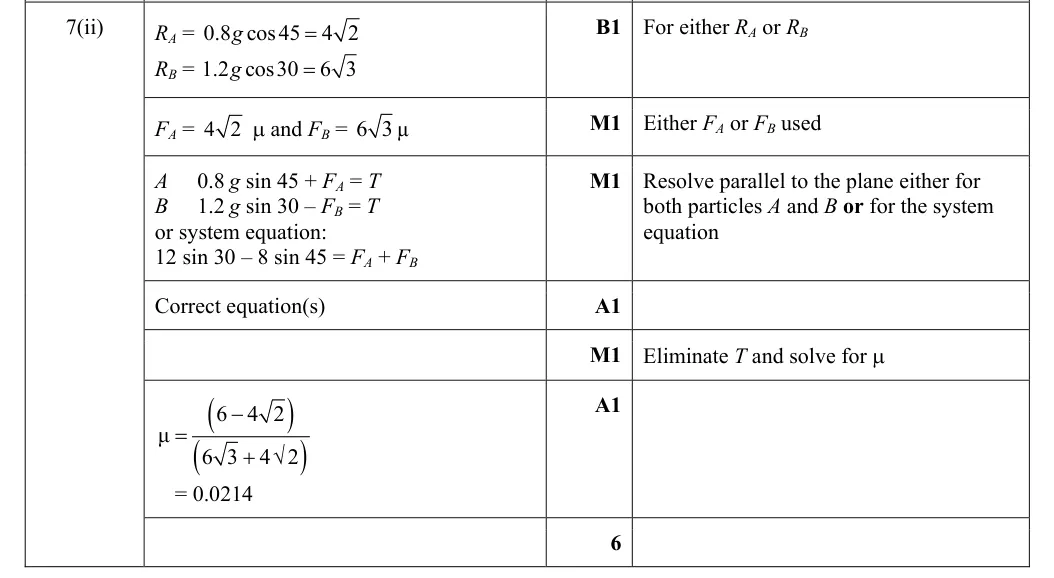 7(ii)
R_A = 0.8g cos 45 = 4√2
R_B = 1.2g cos 30 = 6√3
B1
For either R_A or R_B
F_A = 4√2 μ and F_B = 6√3 μ
M1
Either F_A or F_B used
A 0.8 g sin 45 + F_A = T
B 1.2 g sin 30 – F_B = T
or system equation:
12 sin 30 – 8 sin 45 = F_A + F_B
M1
Resolve parallel to the plane either for
both particles A and B or for the system
equation
Correct equation(s)
A1
M1
Eliminate T and solve for μ
μ = (6 – 4√2) / (6√3 + 4√2)
= 0.0214
A1
6